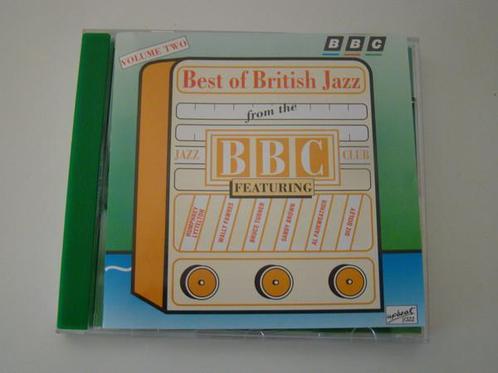 VOLUME TWO
BBC
Best of British Jazz
from the
JAZZ BBC CLUB
FEATURING
HUMPHREY LYTTELTON
WALLY FAWKES
BRUCE TURNER
SANDY BROWN
AL FAIRWEATHER
DIZ DISLEY
upbeat
JAZZ